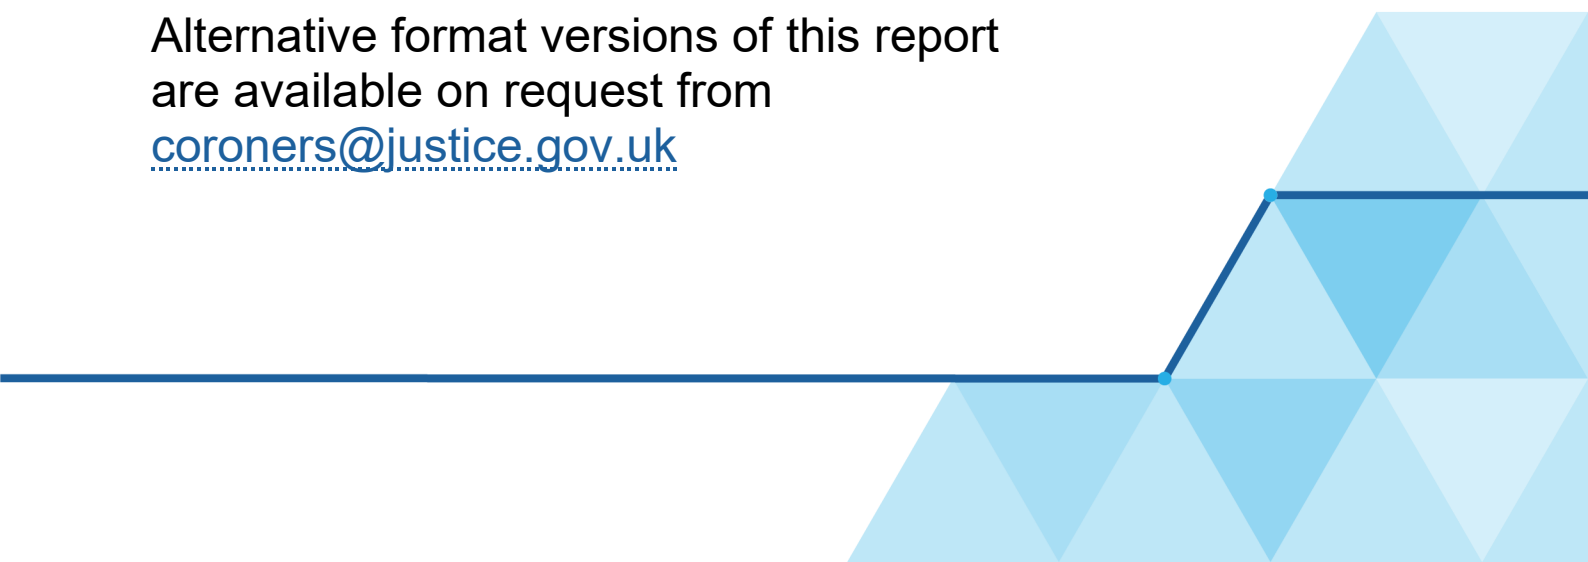 Alternative format versions of this report
are available on request from
coroners@justice.gov.uk